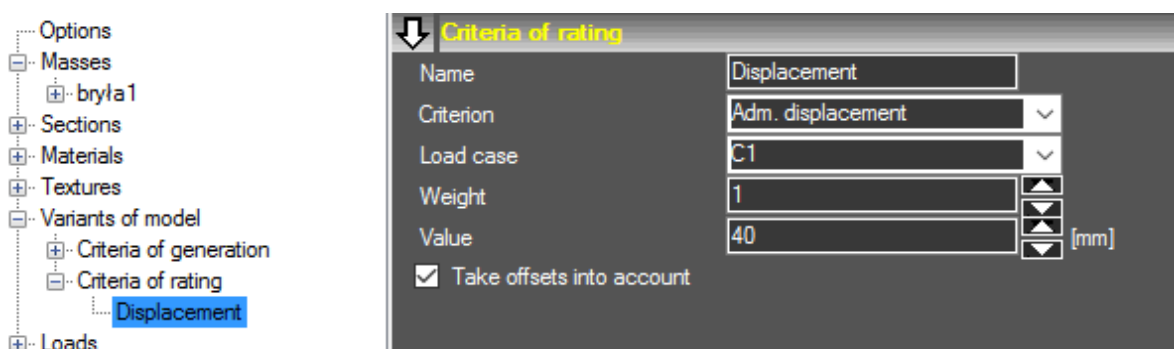 Options
Masses
bryła1
Sections
Materials
Textures
Variants of model
Criteria of generation
Criteria of rating
Displacement
Loads
Criteria of rating
Name Displacement
Criterion Adm. displacement
Load case C1
Weight 1
Value 40 [mm]
Take offsets into account